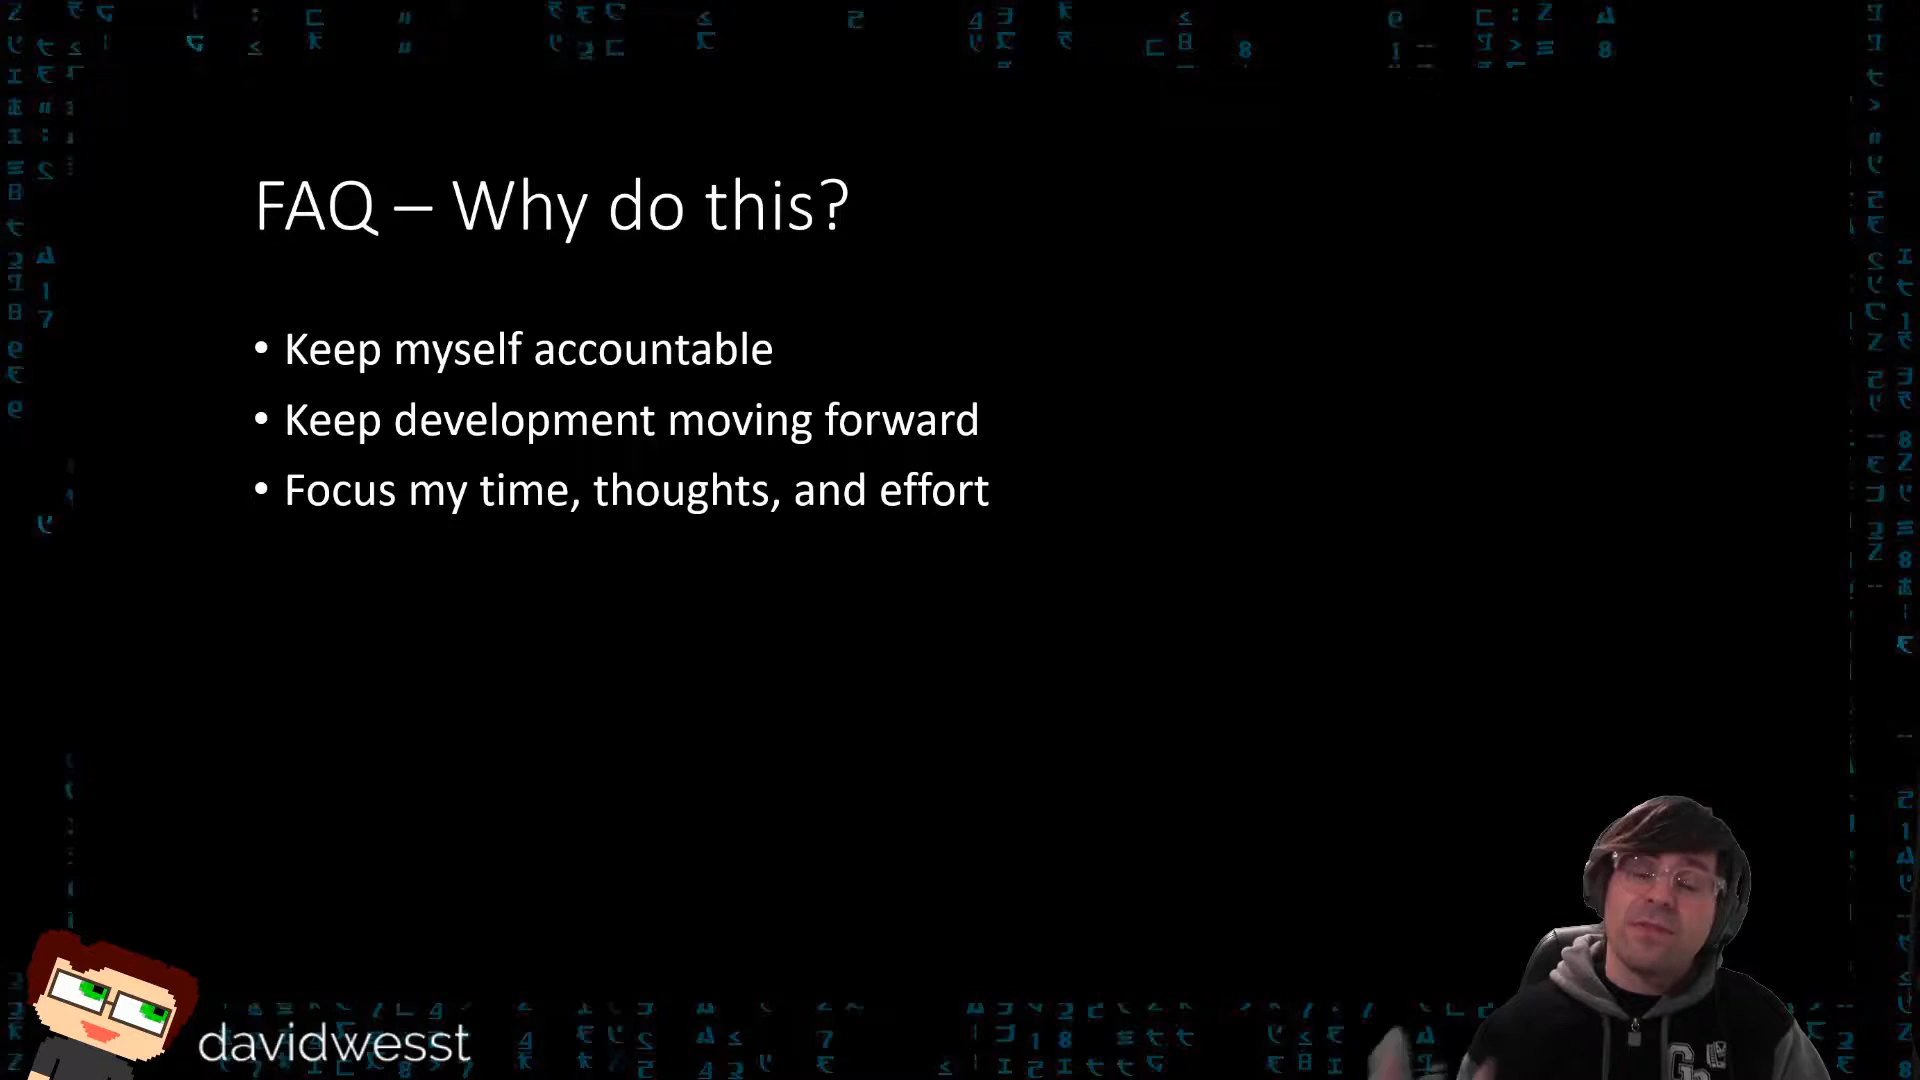 FAQ – Why do this?
• Keep myself accountable
• Keep development moving forward
• Focus my time, thoughts, and effort
davidwesst